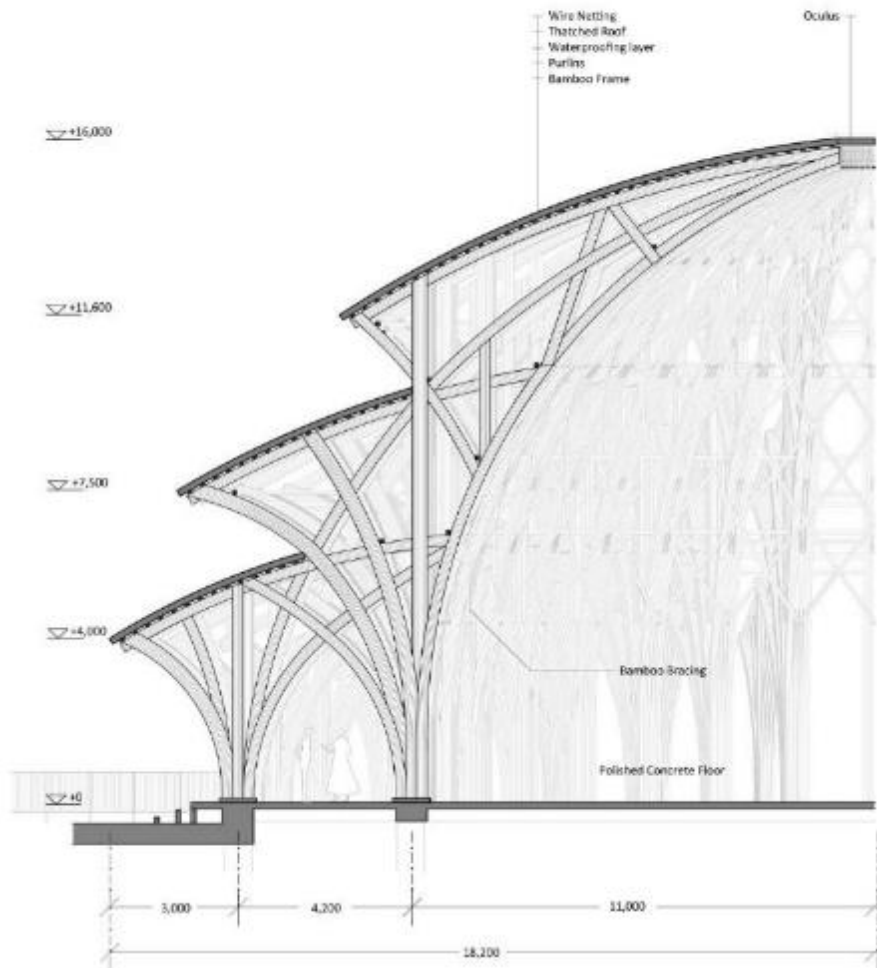 Wire Netting
Thatched Roof
Waterproofing layer
Purlins
Bamboo Frame
Oculus
+16,000
+11,600
+7,500
+4,000
Bamboo Bracing
Polished Concrete Floor
+0
3,000
4,200
11,000
18,200